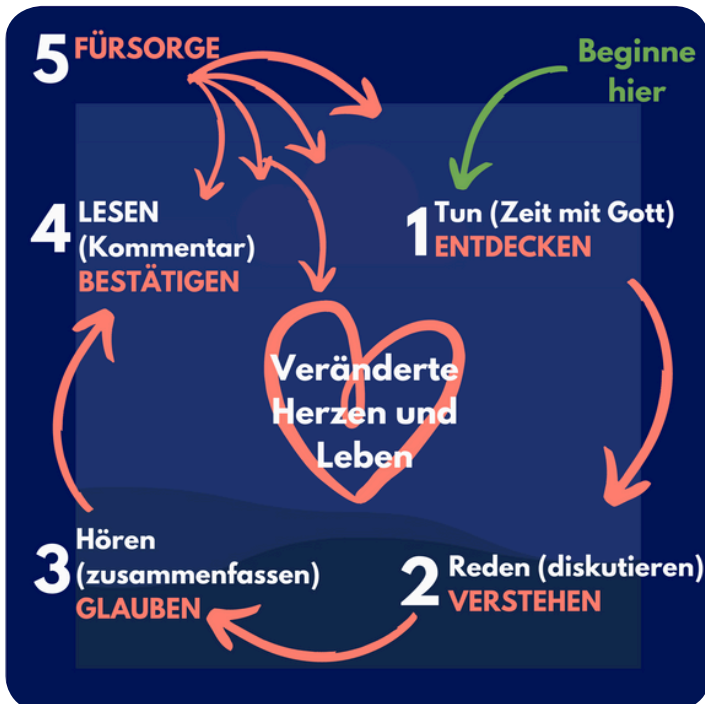 5 FÜRSORGE
Beginne
hier
1 Tun (Zeit mit Gott)
ENTDECKEN
2 Reden (diskutieren)
VERSTEHEN
3 Hören
(zusammenfassen)
GLAUBEN
4 LESEN
(Kommentar)
BESTÄTIGEN
Veränderte
Herzen und
Leben